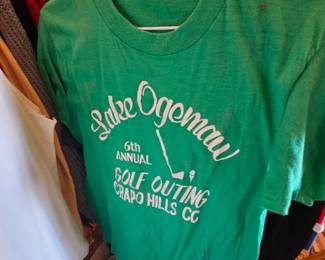 Lake Ogemaw
6th
ANNUAL
GOLF OUTING
CRAPO HILLS CC